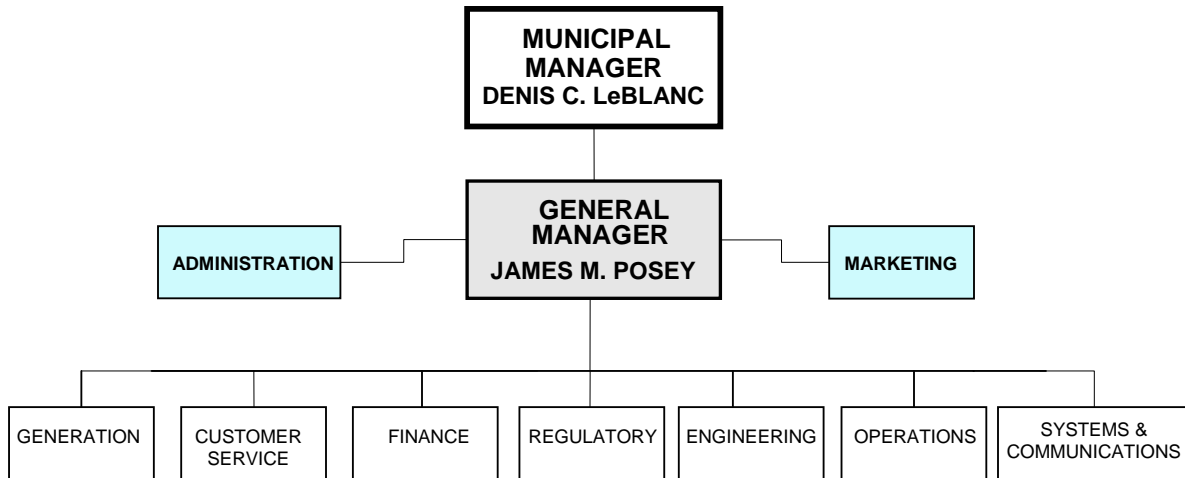 MUNICIPAL
MANAGER
DENIS C. LeBLANC
GENERAL
MANAGER
JAMES M. POSEY
ADMINISTRATION
MARKETING
GENERATION
CUSTOMER
SERVICE
FINANCE
REGULATORY
ENGINEERING
OPERATIONS
SYSTEMS &
COMMUNICATIONS